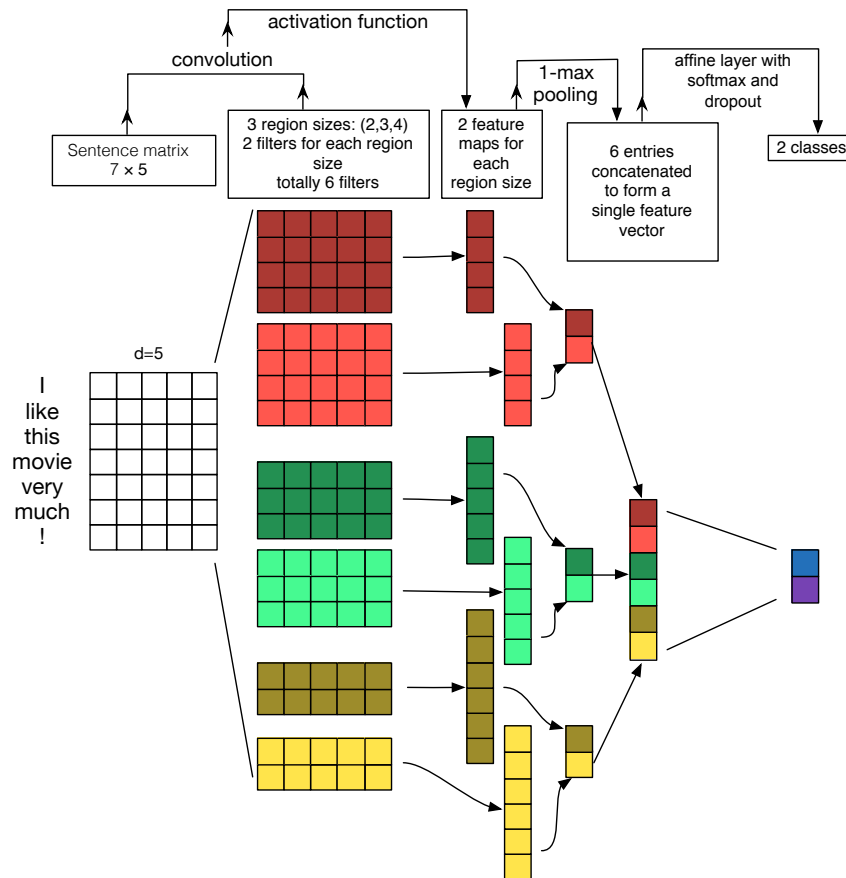 activation function
convolution
1-max
pooling
affine layer with
softmax and
dropout
Sentence matrix
7 × 5
3 region sizes: (2,3,4)
2 filters for each region
size
totally 6 filters
2 feature
maps for
each
region size
6 entries
concatenated
to form a
single feature
vector
2 classes
d=5
I
like
this
movie
very
much
!